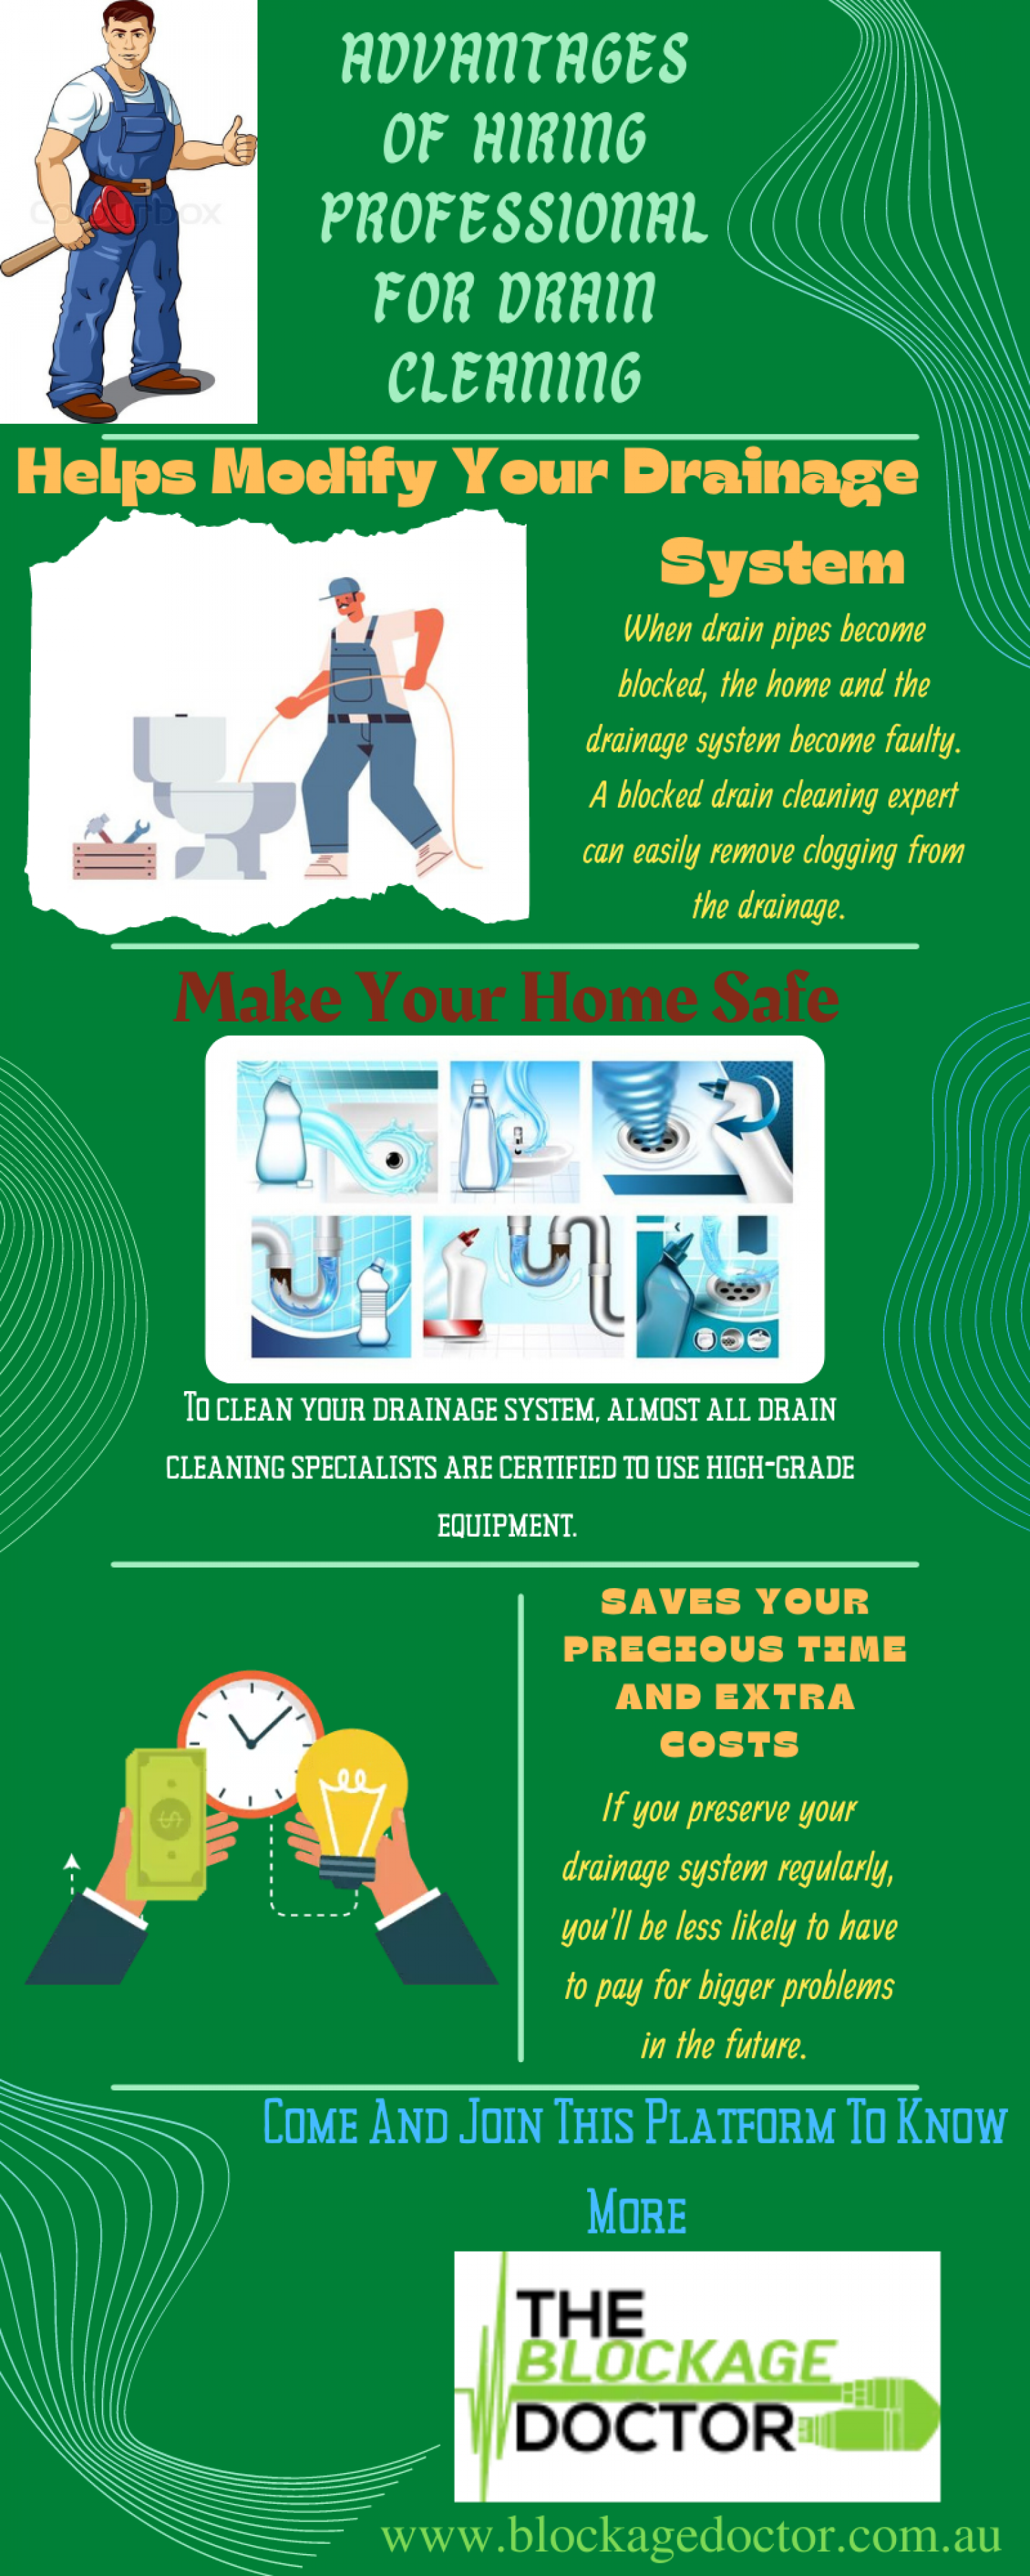 ADVANTAGES
OF HIRING
PROFESSIONAL
FOR DRAIN
CLEANING
Helps Modify Your Drainage
System
When drain pipes become
blocked, the home and the
drainage system become faulty.
A blocked drain cleaning expert
can easily remove clogging from
the drainage.
Make Your Home Safe
To clean your drainage system, almost all drain
cleaning specialists are certified to use high-grade
equipment.
SAVES YOUR
PRECIOUS TIME
AND EXTRA
COSTS
If you preserve your
drainage system regularly,
you'll be less likely to have
to pay for bigger problems
in the future.
Come And Join This Platform To Know
More
THE
BLOCKAGE
DOCTOR
www.blockagedoctor.com.au